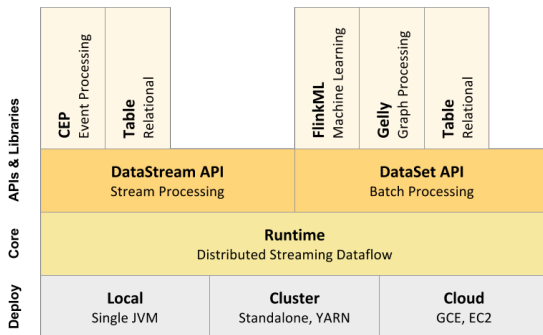 APIs & Libraries
CEP
Event Processing
Table
Relational
FlinkML
Machine Learning
Gelly
Graph Processing
Table
Relational
DataStream API
Stream Processing
DataSet API
Batch Processing
Core
Runtime
Distributed Streaming Dataflow
Deploy
Local
Single JVM
Cluster
Standalone, YARN
Cloud
GCE, EC2